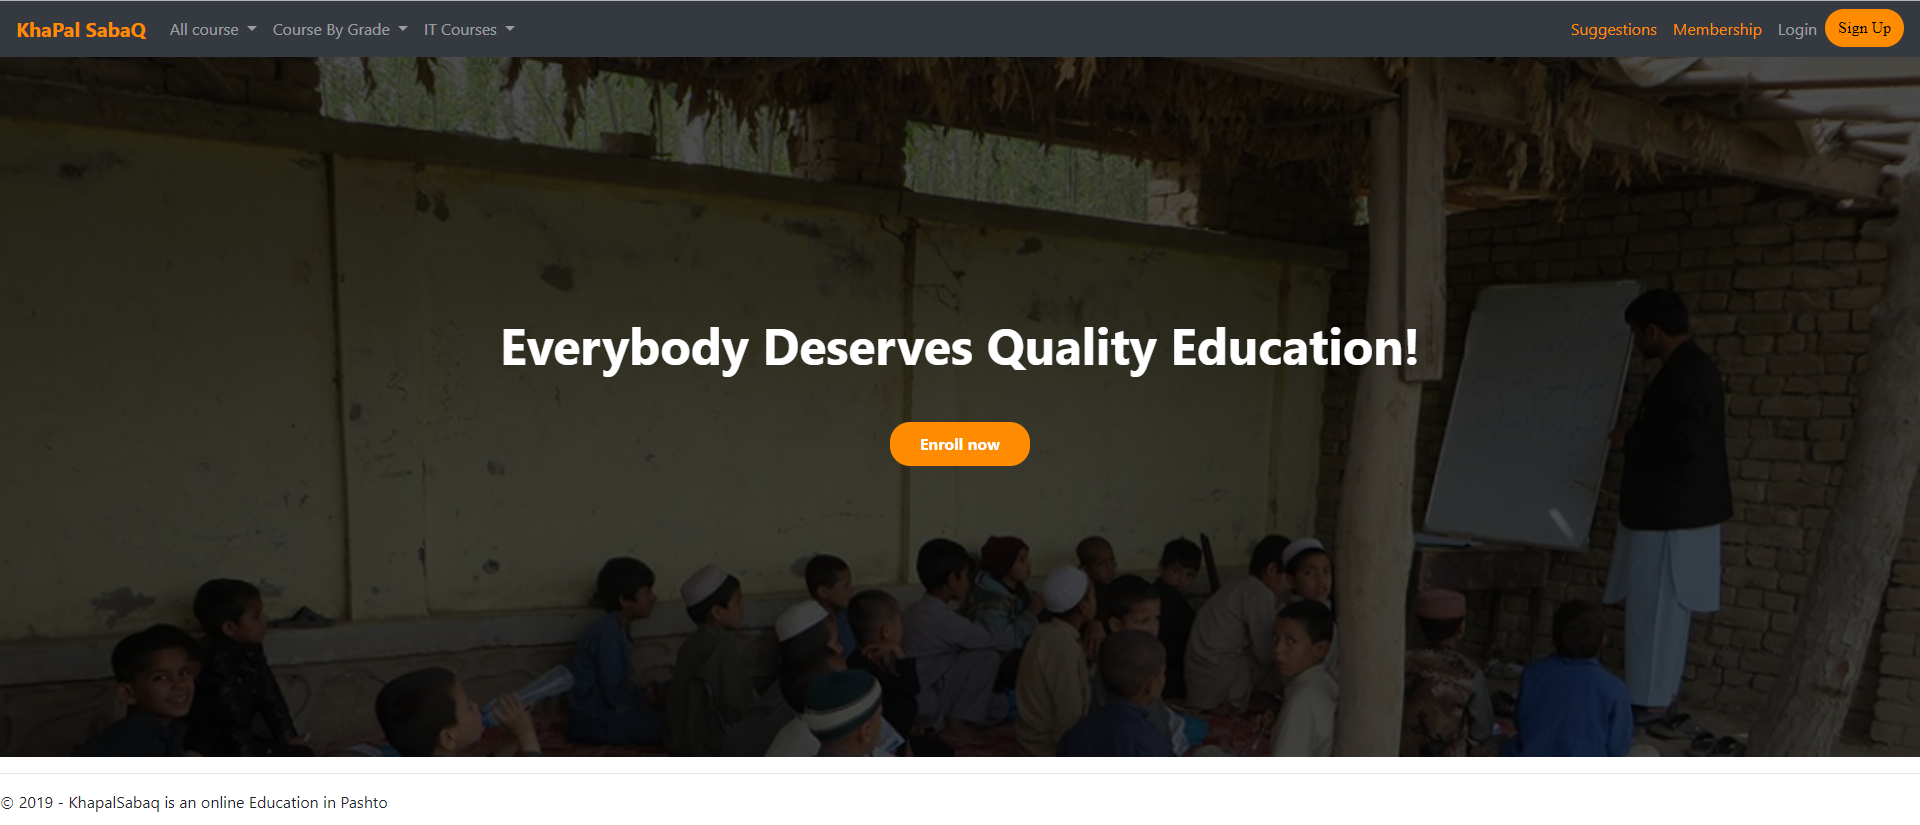 KhaPal SabaQ All course Course By Grade IT Courses Suggestions Membership Login Sign Up
Everybody Deserves Quality Education!
Enroll now
© 2019 - KhapalSabaq is an online Education in Pashto